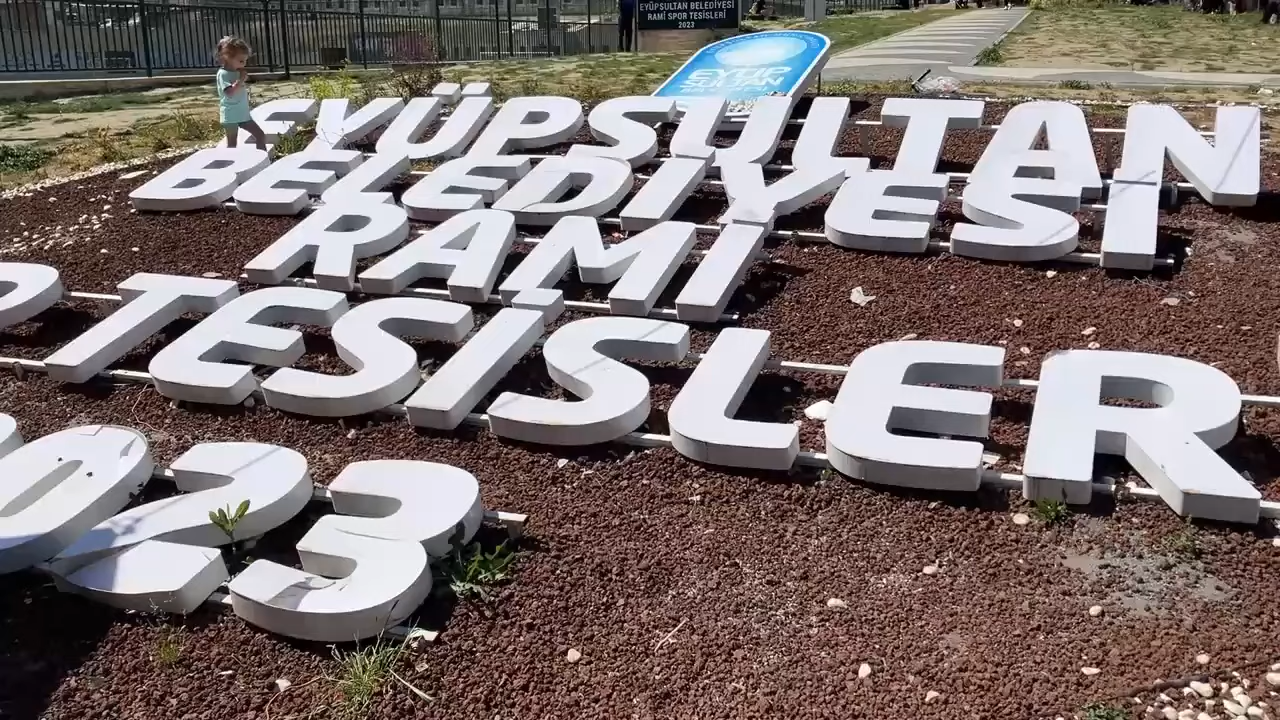 EYÜPSULTAN BELEDİYESİ
RAMİ SPOR TESİSLERİ
2023
EYÜP
SULTAN
EYÜPSULTAN
BELEDİYESİ
RAMİ
P TESİSLER
023